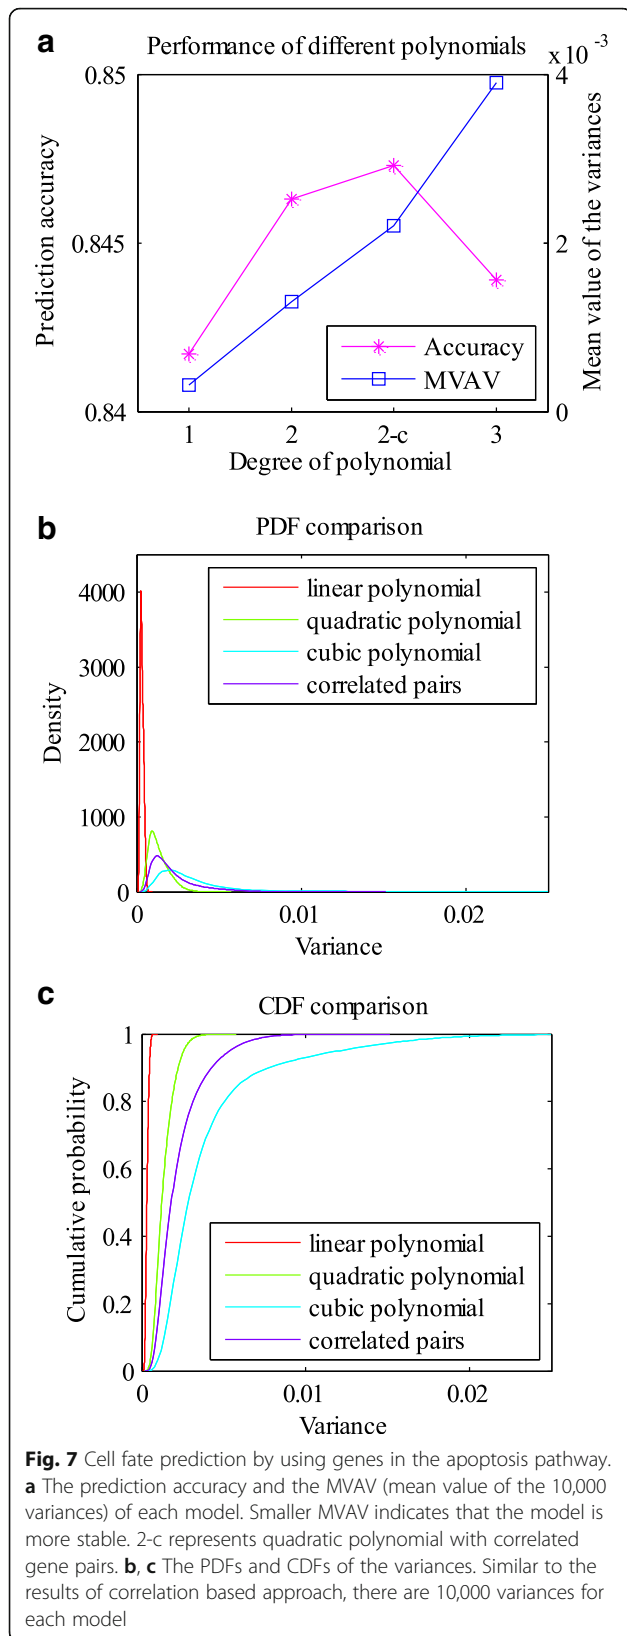 a
Performance of different polynomials
x10 -3
0.85
0.845
0.84
4
2
0
Prediction accuracy
Mean value of the variances
Accuracy
MVAV
1 2 2-c 3
Degree of polynomial
b
PDF comparison
4000
3000
2000
1000
0
Density
linear polynomial
quadratic polynomial
cubic polynomial
correlated pairs
0 0.01 0.02
Variance
c
CDF comparison
1
0.8
0.6
0.4
0.2
0
Cumulative probability
linear polynomial
quadratic polynomial
cubic polynomial
correlated pairs
0 0.01 0.02
Variance
Fig. 7 Cell fate prediction by using genes in the apoptosis pathway.
a The prediction accuracy and the MVAV (mean value of the 10,000
variances) of each model. Smaller MVAV indicates that the model is
more stable. 2-c represents quadratic polynomial with correlated
gene pairs. b, c The PDFs and CDFs of the variances. Similar to the
results of correlation based approach, there are 10,000 variances for
each model